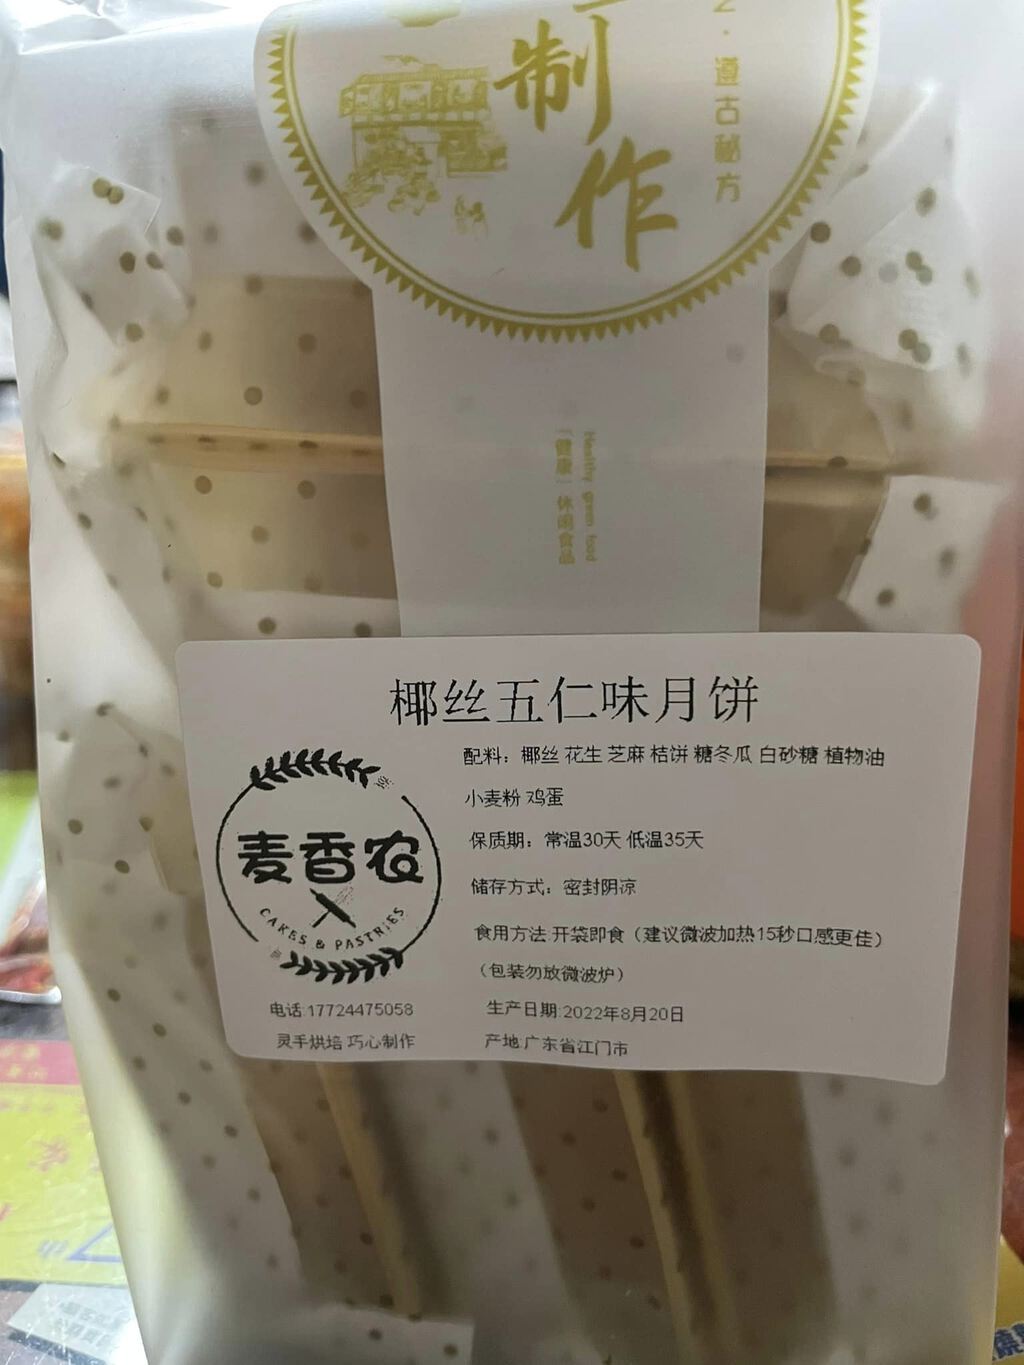 制作
遵古秘方
Healthy green food
「健康」休闲食品
椰丝五仁味月饼
配料：椰丝 花生 芝麻 桔饼 糖冬瓜 白砂糖 植物油
小麦粉 鸡蛋
保质期：常温30天 低温35天
储存方式：密封阴凉
食用方法:开袋即食（建议微波加热15秒口感更佳）
（包装勿放微波炉）
生产日期:2022年8月20日
产地:广东省江门市
麦香农
CAKES & PASTRIES
电话:17724475058
灵手烘培 巧心制作